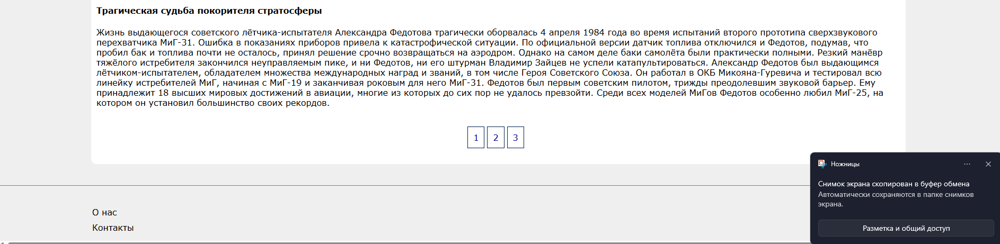 Трагическая судьба покорителя стратосферы
Жизнь выдающегося советского лётчика-испытателя Александра Федотова трагически оборвалась 4 апреля 1984 года во время испытаний второго прототипа сверхзвукового
перехватчика МиГ-31. Ошибка в показаниях приборов привела к катастрофической ситуации. По официальной версии датчик топлива отключился и Федотов, подумав, что
пробил бак и топлива почти не осталось, принял решение срочно возвращаться на аэродром. Однако на самом деле баки самолёта были практически полными. Резкий манёвр
тяжёлого истребителя закончился неуправляемым пике, и ни Федотов, ни его штурман Владимир Зайцев не успели катапультироваться. Александр Федотов был выдающимся
лётчиком-испытателем, обладателем множества международных наград и званий, в том числе Героя Советского Союза. Он работал в ОКБ Микояна-Гуревича и тестировал всю
линейку истребителей МиГ, начиная с МиГ-19 и заканчивая роковым для него МиГ-31. Федотов был первым советским пилотом, трижды преодолевшим звуковой барьер. Ему
принадлежит 18 высших мировых достижений в авиации, многие из которых до сих пор не удалось превзойти. Среди всех моделей МиГов Федотов особенно любил МиГ-25, на
котором он установил большинство своих рекордов.
1 2 3
Ножницы
Снимок экрана скопирован в буфер обмена
Автоматически сохраняются в папке снимков
экрана.
Разметка и общий доступ
О нас
Контакты